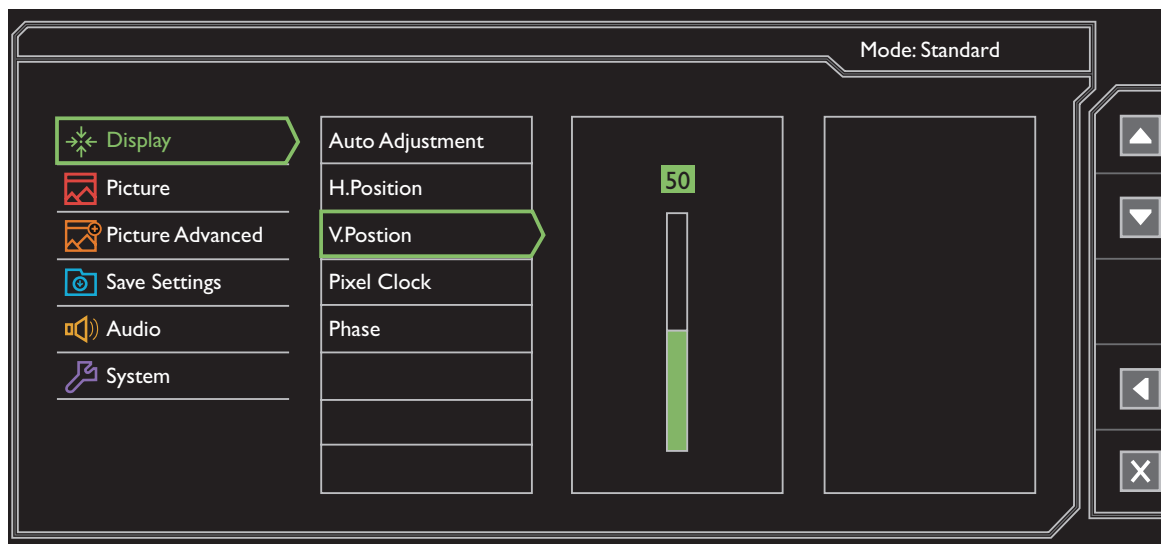 Mode: Standard
Display
Picture
Picture Advanced
Save Settings
Audio
System
Auto Adjustment
H.Position
V.Postion
Pixel Clock
Phase
50